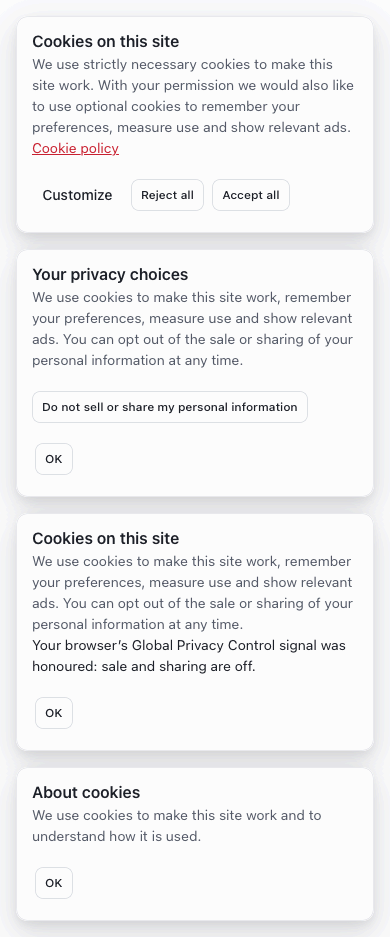 Cookies on this site
We use strictly necessary cookies to make this
site work. With your permission we would also like
to use optional cookies to remember your
preferences, measure use and show relevant ads.
Cookie policy
Customize Reject all Accept all
Your privacy choices
We use cookies to make this site work, remember
your preferences, measure use and show relevant
ads. You can opt out of the sale or sharing of your
personal information at any time.
Do not sell or share my personal information
OK
Cookies on this site
We use cookies to make this site work, remember
your preferences, measure use and show relevant
ads. You can opt out of the sale or sharing of your
personal information at any time.
Your browser’s Global Privacy Control signal was
honoured: sale and sharing are off.
OK
About cookies
We use cookies to make this site work and to
understand how it is used.
OK